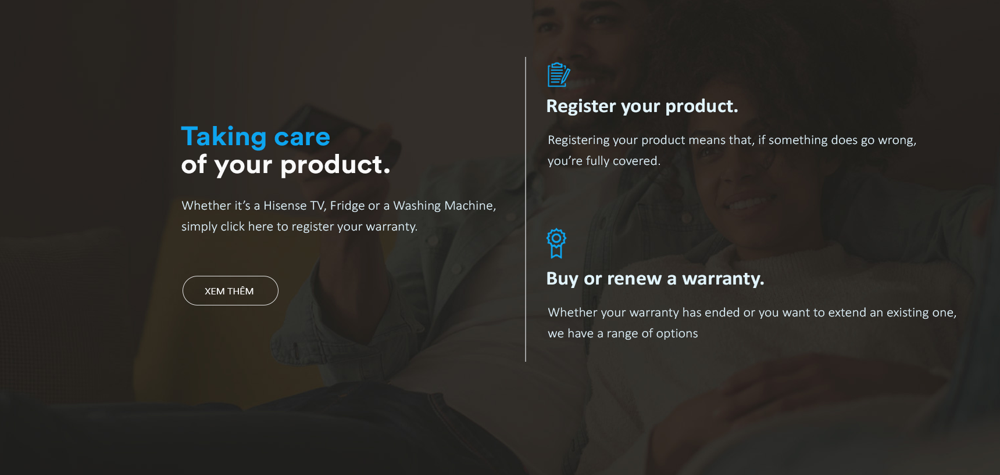 Taking care
of your product.
Whether it’s a Hisense TV, Fridge or a Washing Machine,
simply click here to register your warranty.
XEM THÊM
Register your product.
Registering your product means that, if something does go wrong,
you’re fully covered.
Buy or renew a warranty.
Whether your warranty has ended or you want to extend an existing one,
we have a range of options